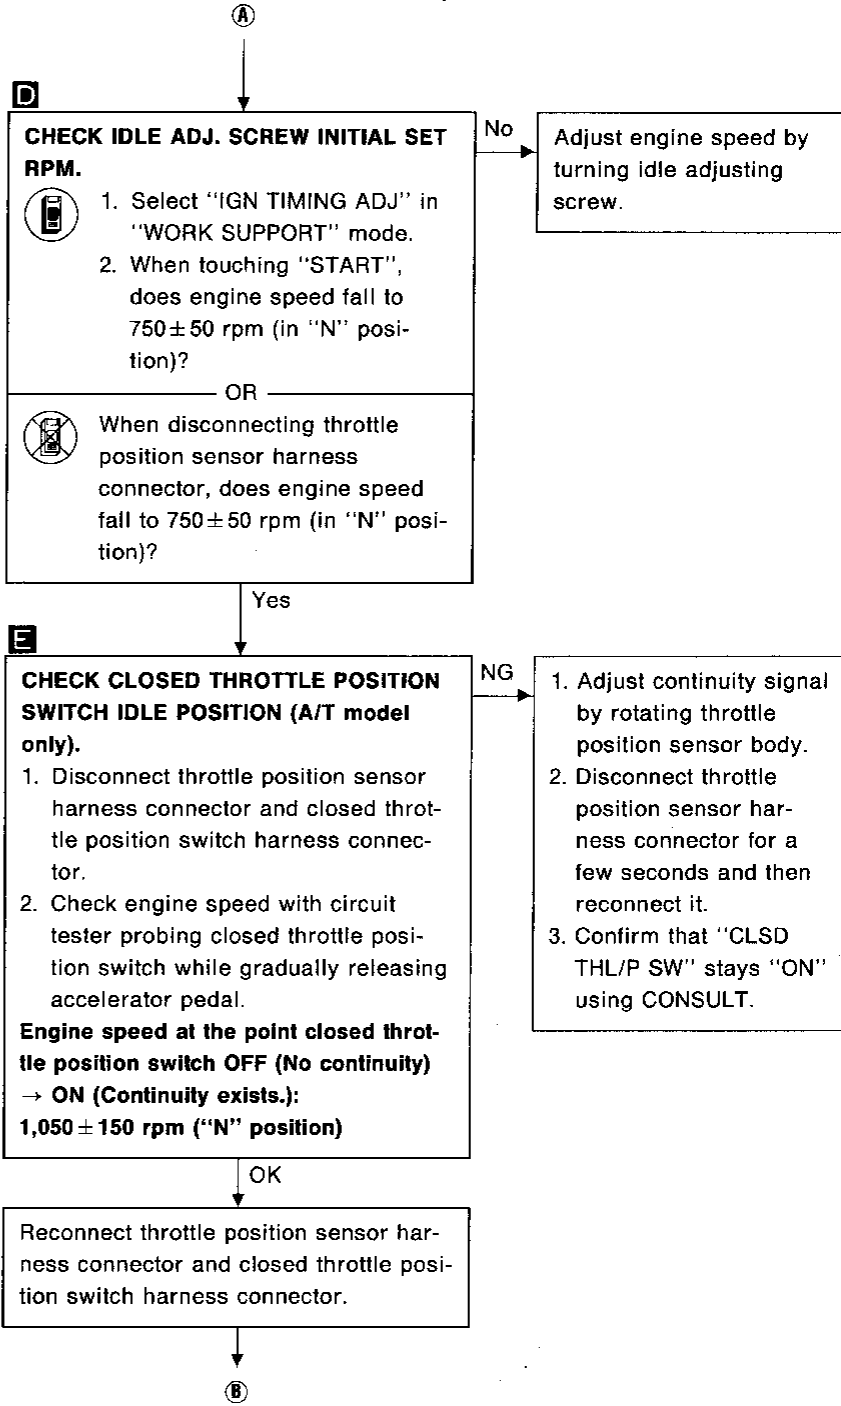 A
D
CHECK IDLE ADJ. SCREW INITIAL SET
RPM.
1. Select "IGN TIMING ADJ" in
"WORK SUPPORT" mode.
2. When touching "START",
does engine speed fall to
750±50 rpm (in "N" posi-
tion)?
OR
When disconnecting throttle
position sensor harness
connector, does engine speed
fall to 750±50 rpm (in "N" posi-
tion)?
No
Adjust engine speed by
turning idle adjusting
screw.
Yes
E
CHECK CLOSED THROTTLE POSITION
SWITCH IDLE POSITION (A/T model
only).
1. Disconnect throttle position sensor
harness connector and closed throt-
tle position switch harness connec-
tor.
2. Check engine speed with circuit
tester probing closed throttle posi-
tion switch while gradually releasing
accelerator pedal.
Engine speed at the point closed throt-
tle position switch OFF (No continuity)
→ ON (Continuity exists.):
1,050±150 rpm ("N" position)
NG
1. Adjust continuity signal
by rotating throttle
position sensor body.
2. Disconnect throttle
position sensor har-
ness connector for a
few seconds and then
reconnect it.
3. Confirm that "CLSD
THL/P SW" stays "ON"
using CONSULT.
OK
Reconnect throttle position sensor har-
ness connector and closed throttle posi-
tion switch harness connector.
B